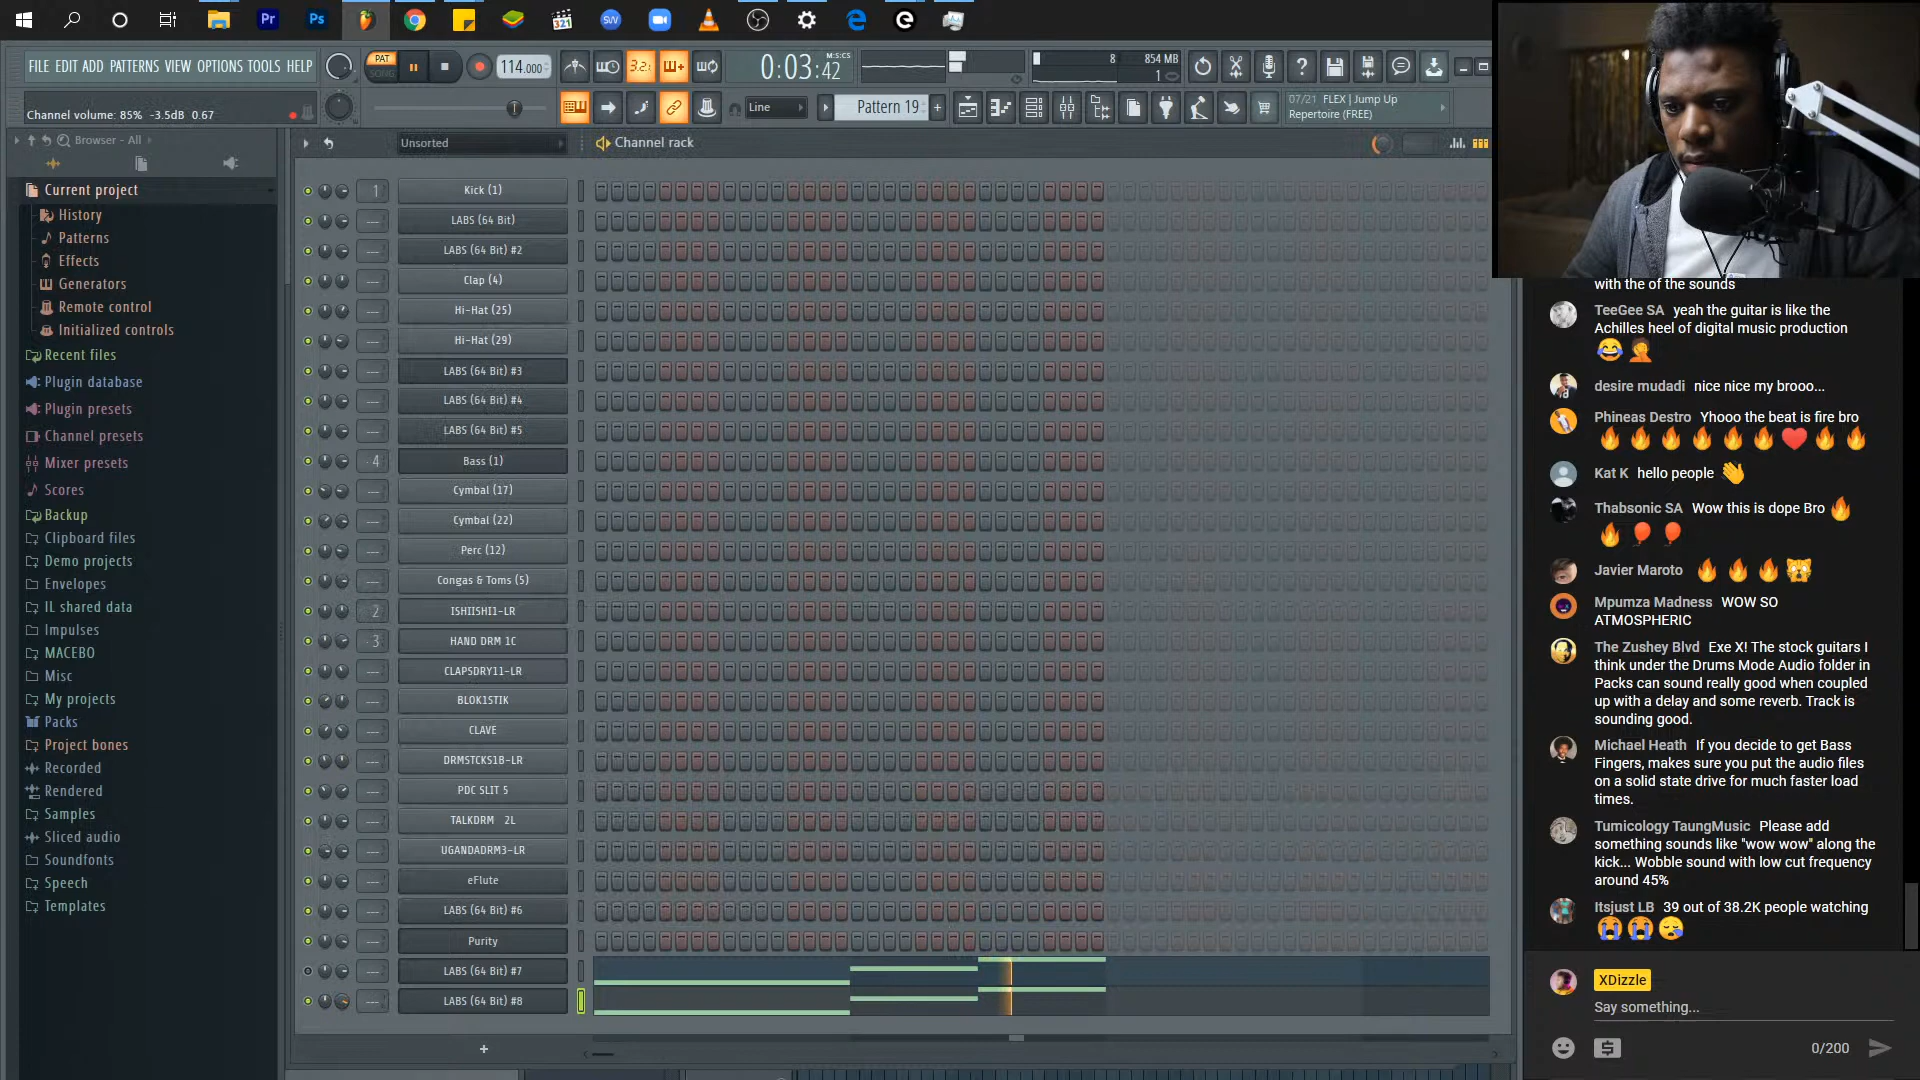 FILE EDIT ADD PATTERNS VIEW OPTIONS TOOLS HELP
PAT
SONG
114.000
3.2.
0:03:42
M:S:CS
8
854 MB
1
Channel volume: 85% -3.5dB 0.67
Line
Pattern 19
07/21 FLEX | Jump Up
Repertoire (FREE)
Browser - All
Unsorted
Channel rack
Current project
History
Patterns
Effects
Generators
Remote control
Initialized controls
Recent files
Plugin database
Plugin presets
Channel presets
Mixer presets
Scores
Backup
Clipboard files
Demo projects
Envelopes
IL shared data
Impulses
MACEBO
Misc
My projects
Packs
Project bones
Recorded
Rendered
Samples
Sliced audio
Soundfonts
Speech
Templates
1 Kick (1)
--- LABS (64 Bit)
--- LABS (64 Bit) #2
--- Clap (4)
--- Hi-Hat (25)
--- Hi-Hat (29)
--- LABS (64 Bit) #3
--- LABS (64 Bit) #4
--- LABS (64 Bit) #5
4 Bass (1)
--- Cymbal (17)
--- Cymbal (22)
--- Perc (12)
--- Congas & Toms (5)
2 ISHIISHI1-LR
3 HAND DRM 1C
--- CLAPSDRY11-LR
--- BLOK15TIK
--- CLAVE
--- DRMSTCKS1B-LR
--- PDC SLIT 5
--- TALKDRM 2L
--- UGANDADRM3-LR
--- eFlute
--- LABS (64 Bit) #6
--- Purity
--- LABS (64 Bit) #7
--- LABS (64 Bit) #8
+
with the of the sounds
TeeGee SA yeah the guitar is like the
Achilles heel of digital music production
😂🤦
desire mudadi nice nice my brooo...
Phineas Destro Yhooo the beat is fire bro
🔥🔥🔥🔥🔥🔥❤️🔥🔥
Kat K hello people 👋
Thabsonic SA Wow this is dope Bro 🔥
🔥🎈🎈
Javier Maroto 🔥🔥🔥🙀
Mpumza Madness WOW SO
ATMOSPHERIC
The Zushey Blvd Exe X! The stock guitars I
think under the Drums Mode Audio folder in
Packs can sound really good when coupled
up with a delay and some reverb. Track is
sounding good.
Michael Heath If you decide to get Bass
Fingers, makes sure you put the audio files
on a solid state drive for much faster load
times.
Tumicology TaungMusic Please add
something sounds like "wow wow" along the
kick... Wobble sound with low cut frequency
around 45%
Itsjust LB 39 out of 38.2K people watching
😭😭😪
XDizzle
Say something...
0/200